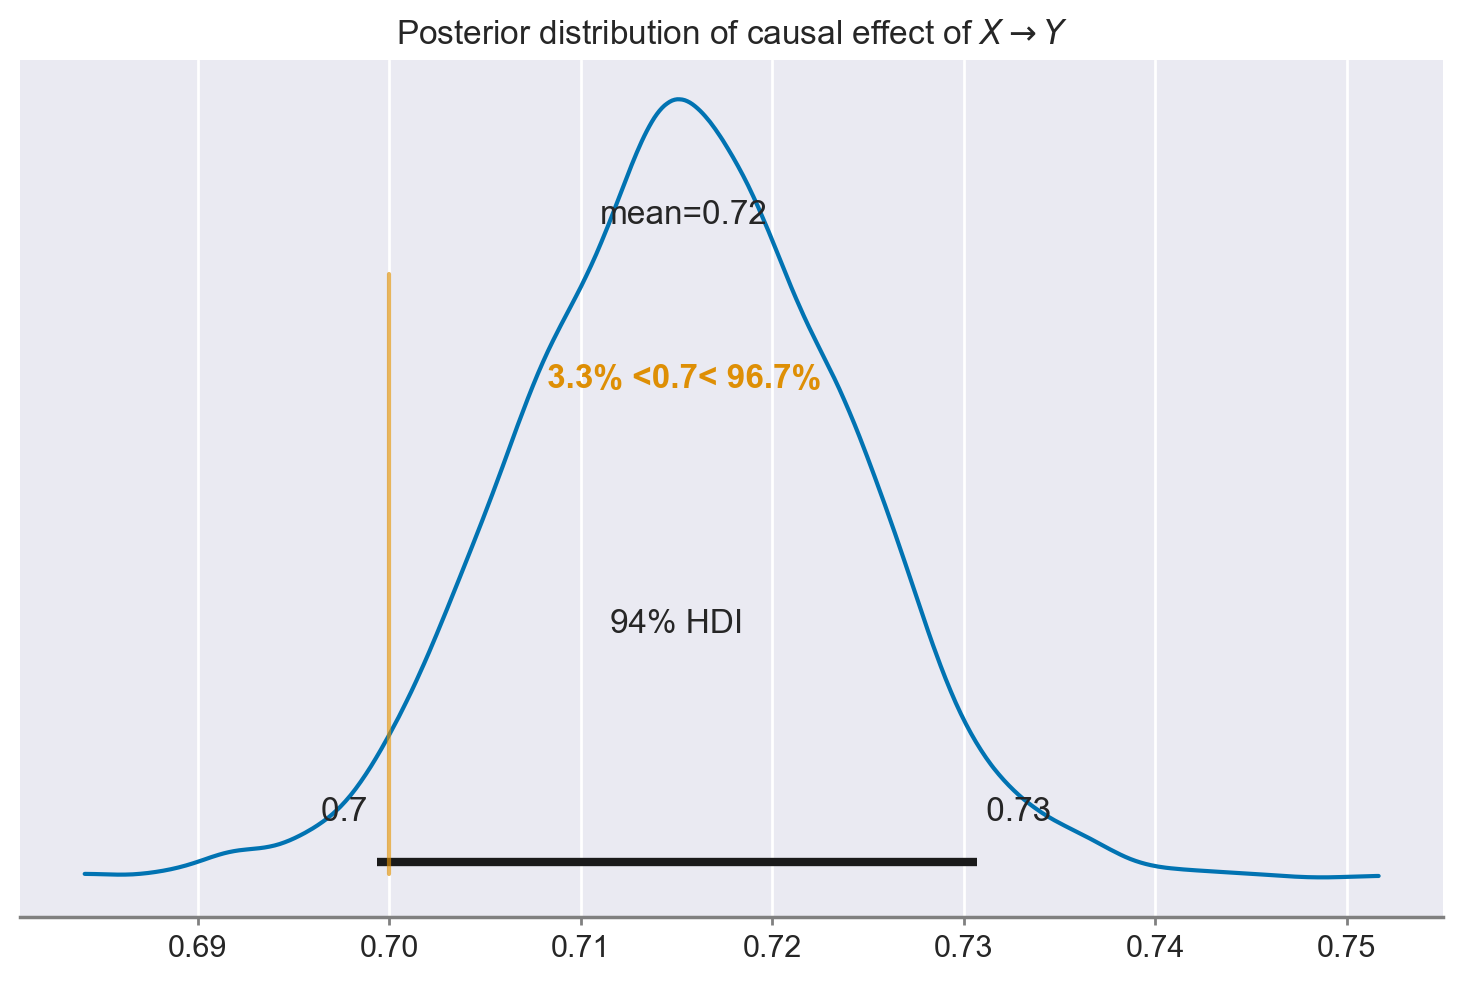 Posterior distribution of causal effect of X → Y
mean=0.72
3.3% <0.7< 96.7%
94% HDI
0.7 0.73
0.69 0.70 0.71 0.72 0.73 0.74 0.75